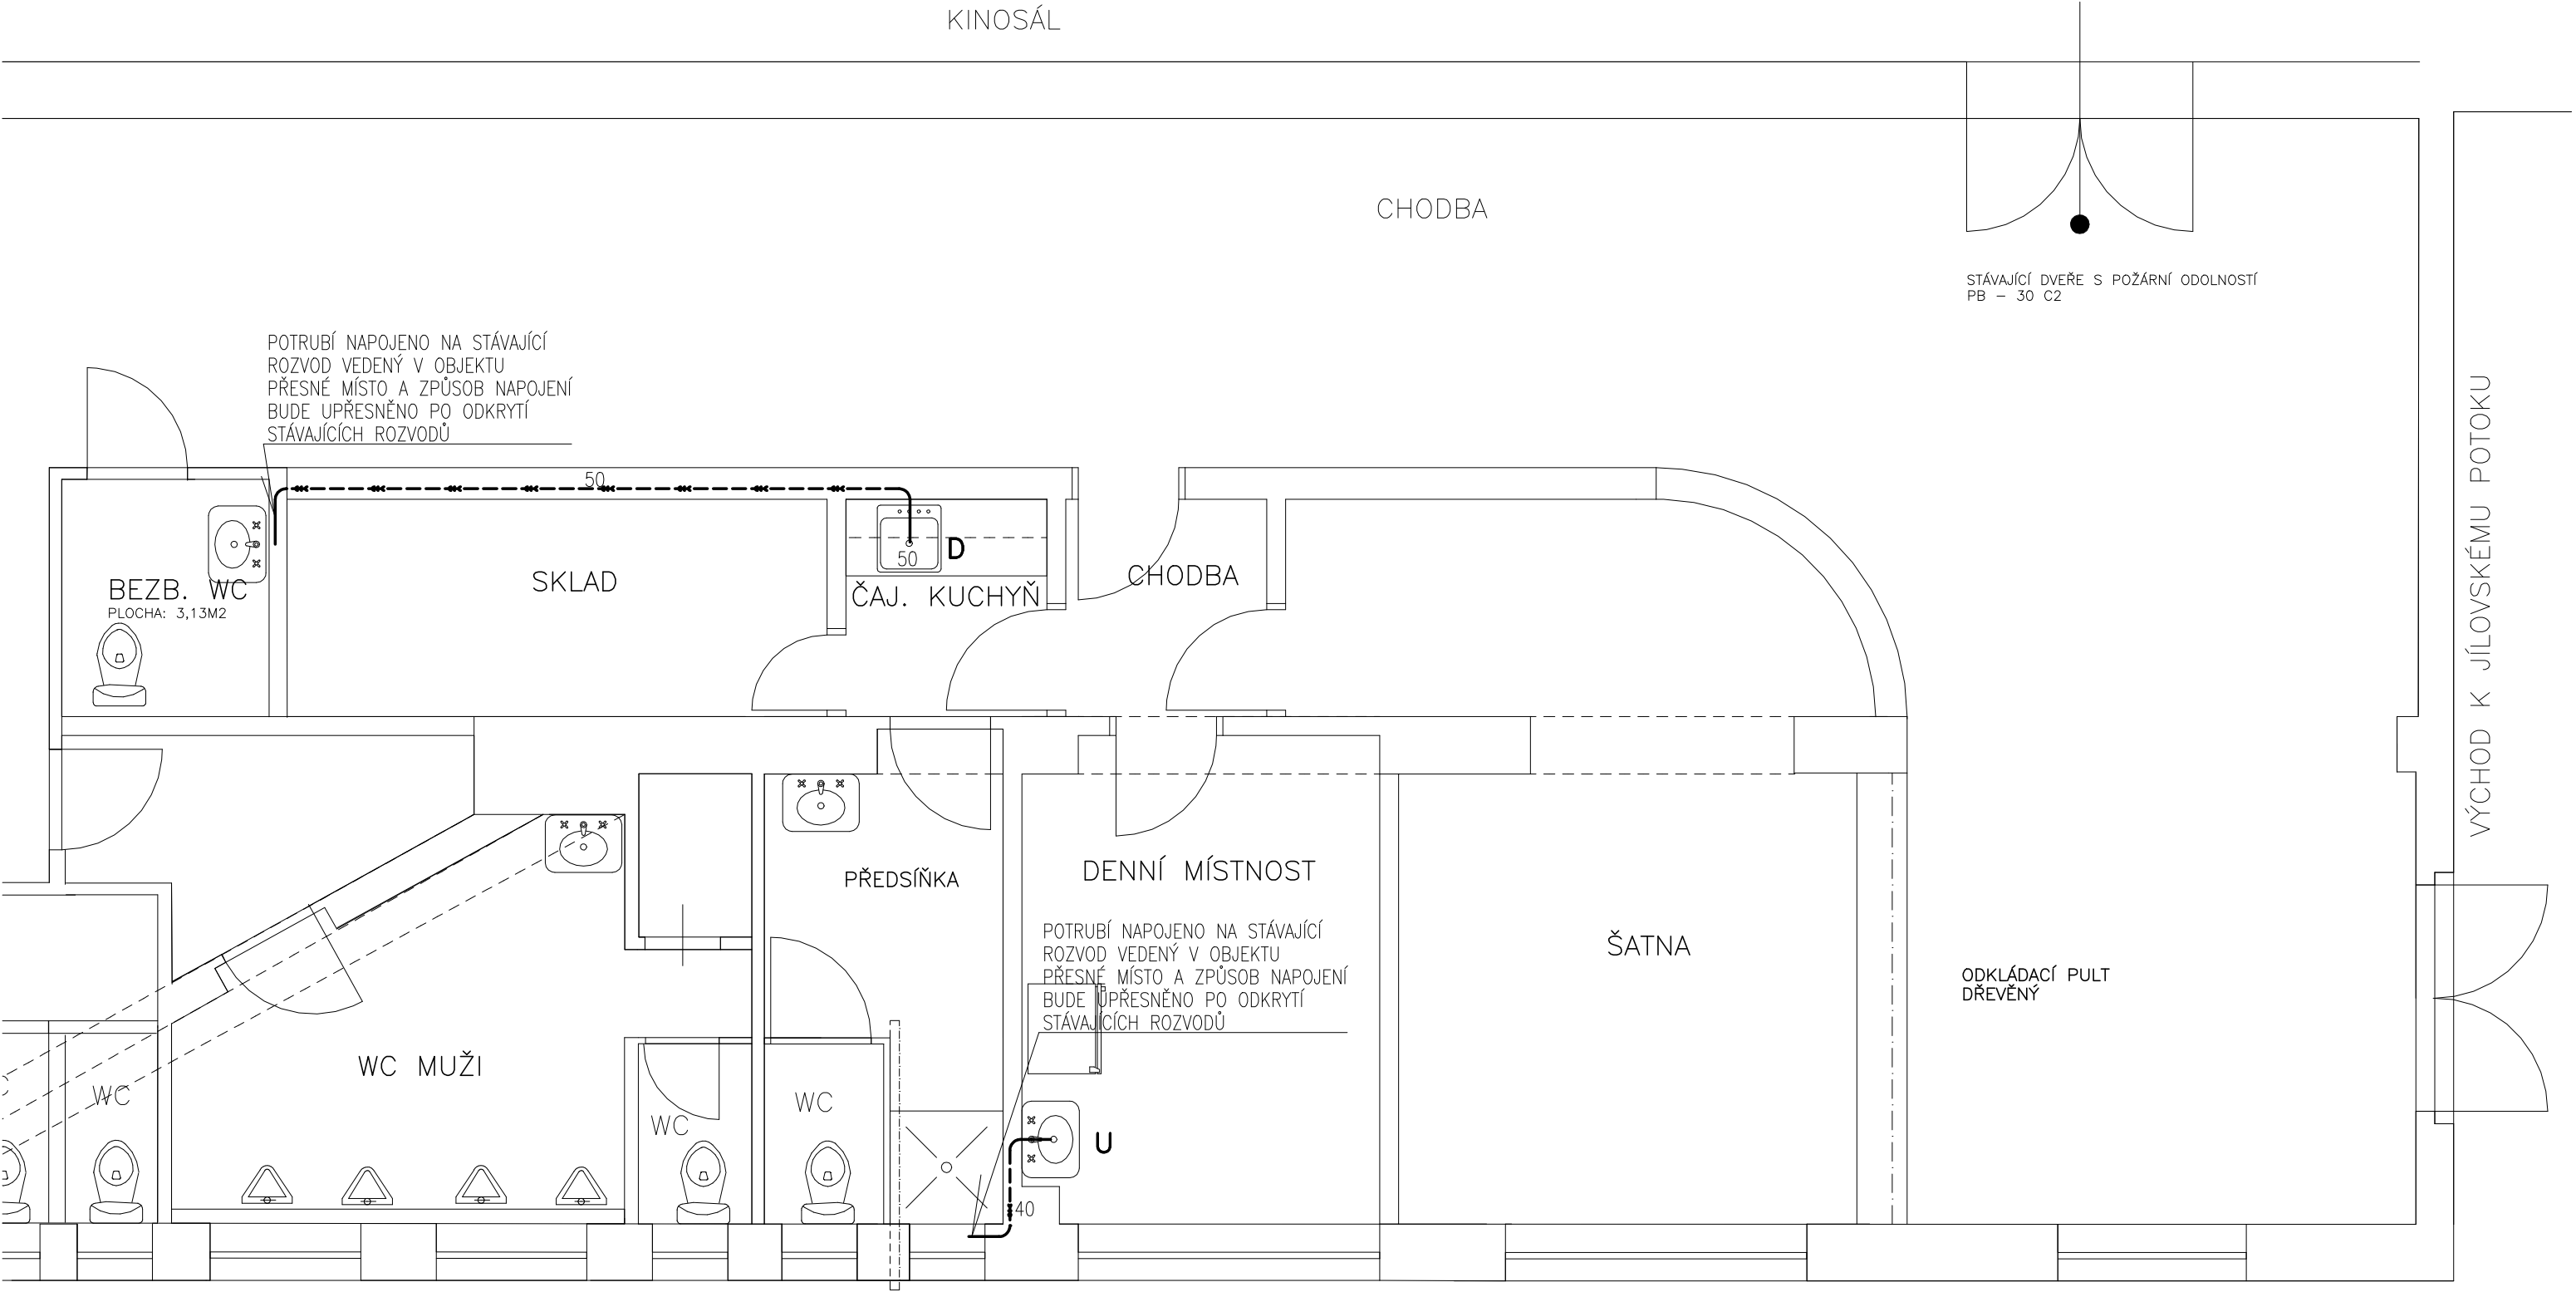 KINOSÁL
CHODBA
STÁVAJÍCÍ DVEŘE S POŽÁRNÍ ODOLNOSTÍ
PB – 30 C2
POTRUBÍ NAPOJENO NA STÁVAJÍCÍ
ROZVOD VEDENÝ V OBJEKTU
PŘESNÉ MÍSTO A ZPŮSOB NAPOJENÍ
BUDE UPŘESNĚNO PO ODKRYTÍ
STÁVAJÍCÍCH ROZVODŮ
VÝCHOD K JÍLOVSKÉMU POTOKU
50
50
D
BEZB. WC
PLOCHA: 3,13M2
SKLAD
ČAJ. KUCHYŇ
CHODBA
PŘEDSÍŇKA
DENNÍ MÍSTNOST
POTRUBÍ NAPOJENO NA STÁVAJÍCÍ
ROZVOD VEDENÝ V OBJEKTU
PŘESNÉ MÍSTO A ZPŮSOB NAPOJENÍ
BUDE UPŘESNĚNO PO ODKRYTÍ
STÁVAJÍCÍCH ROZVODŮ
ŠATNA
ODKLÁDACÍ PULT
DŘEVĚNÝ
WC MUŽI
WC
WC
WC
U
40